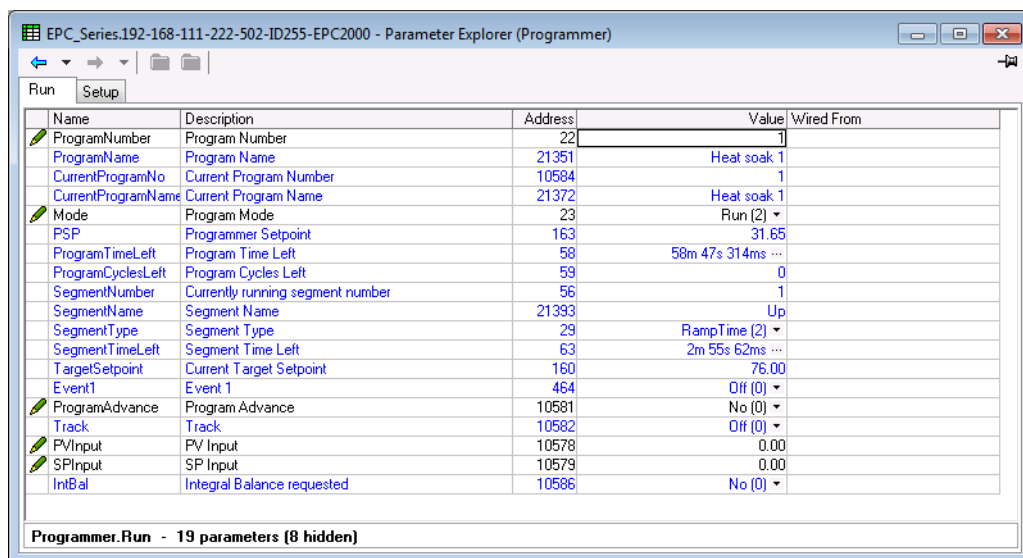 EPC_Series.192-168-111-222-502-ID255-EPC2000 - Parameter Explorer (Programmer)
Run Setup
Name Description Address Value Wired From
ProgramNumber Program Number 22 1
ProgramName Program Name 21351 Heat soak 1
CurrentProgramNo Current Program Number 10584 1
CurrentProgramName Current Program Name 21372 Heat soak 1
Mode Program Mode 23 Run (2)
PSP Programmer Setpoint 163 31.65
ProgramTimeLeft Program Time Left 58 58m 47s 314ms ...
ProgramCyclesLeft Program Cycles Left 59 0
SegmentNumber Currently running segment number 56 1
SegmentName Segment Name 21393 Up
SegmentType Segment Type 29 RampTime (2)
SegmentTimeLeft Segment Time Left 63 2m 55s 62ms ...
TargetSetpoint Current Target Setpoint 160 76.00
Event1 Event 1 464 Off (0)
ProgramAdvance Program Advance 10581 No (0)
Track Track 10582 Off (0)
PVInput PV Input 10578 0.00
SPInput SP Input 10579 0.00
IntBal Integral Balance requested 10586 No (0)
Programmer.Run - 19 parameters (8 hidden)